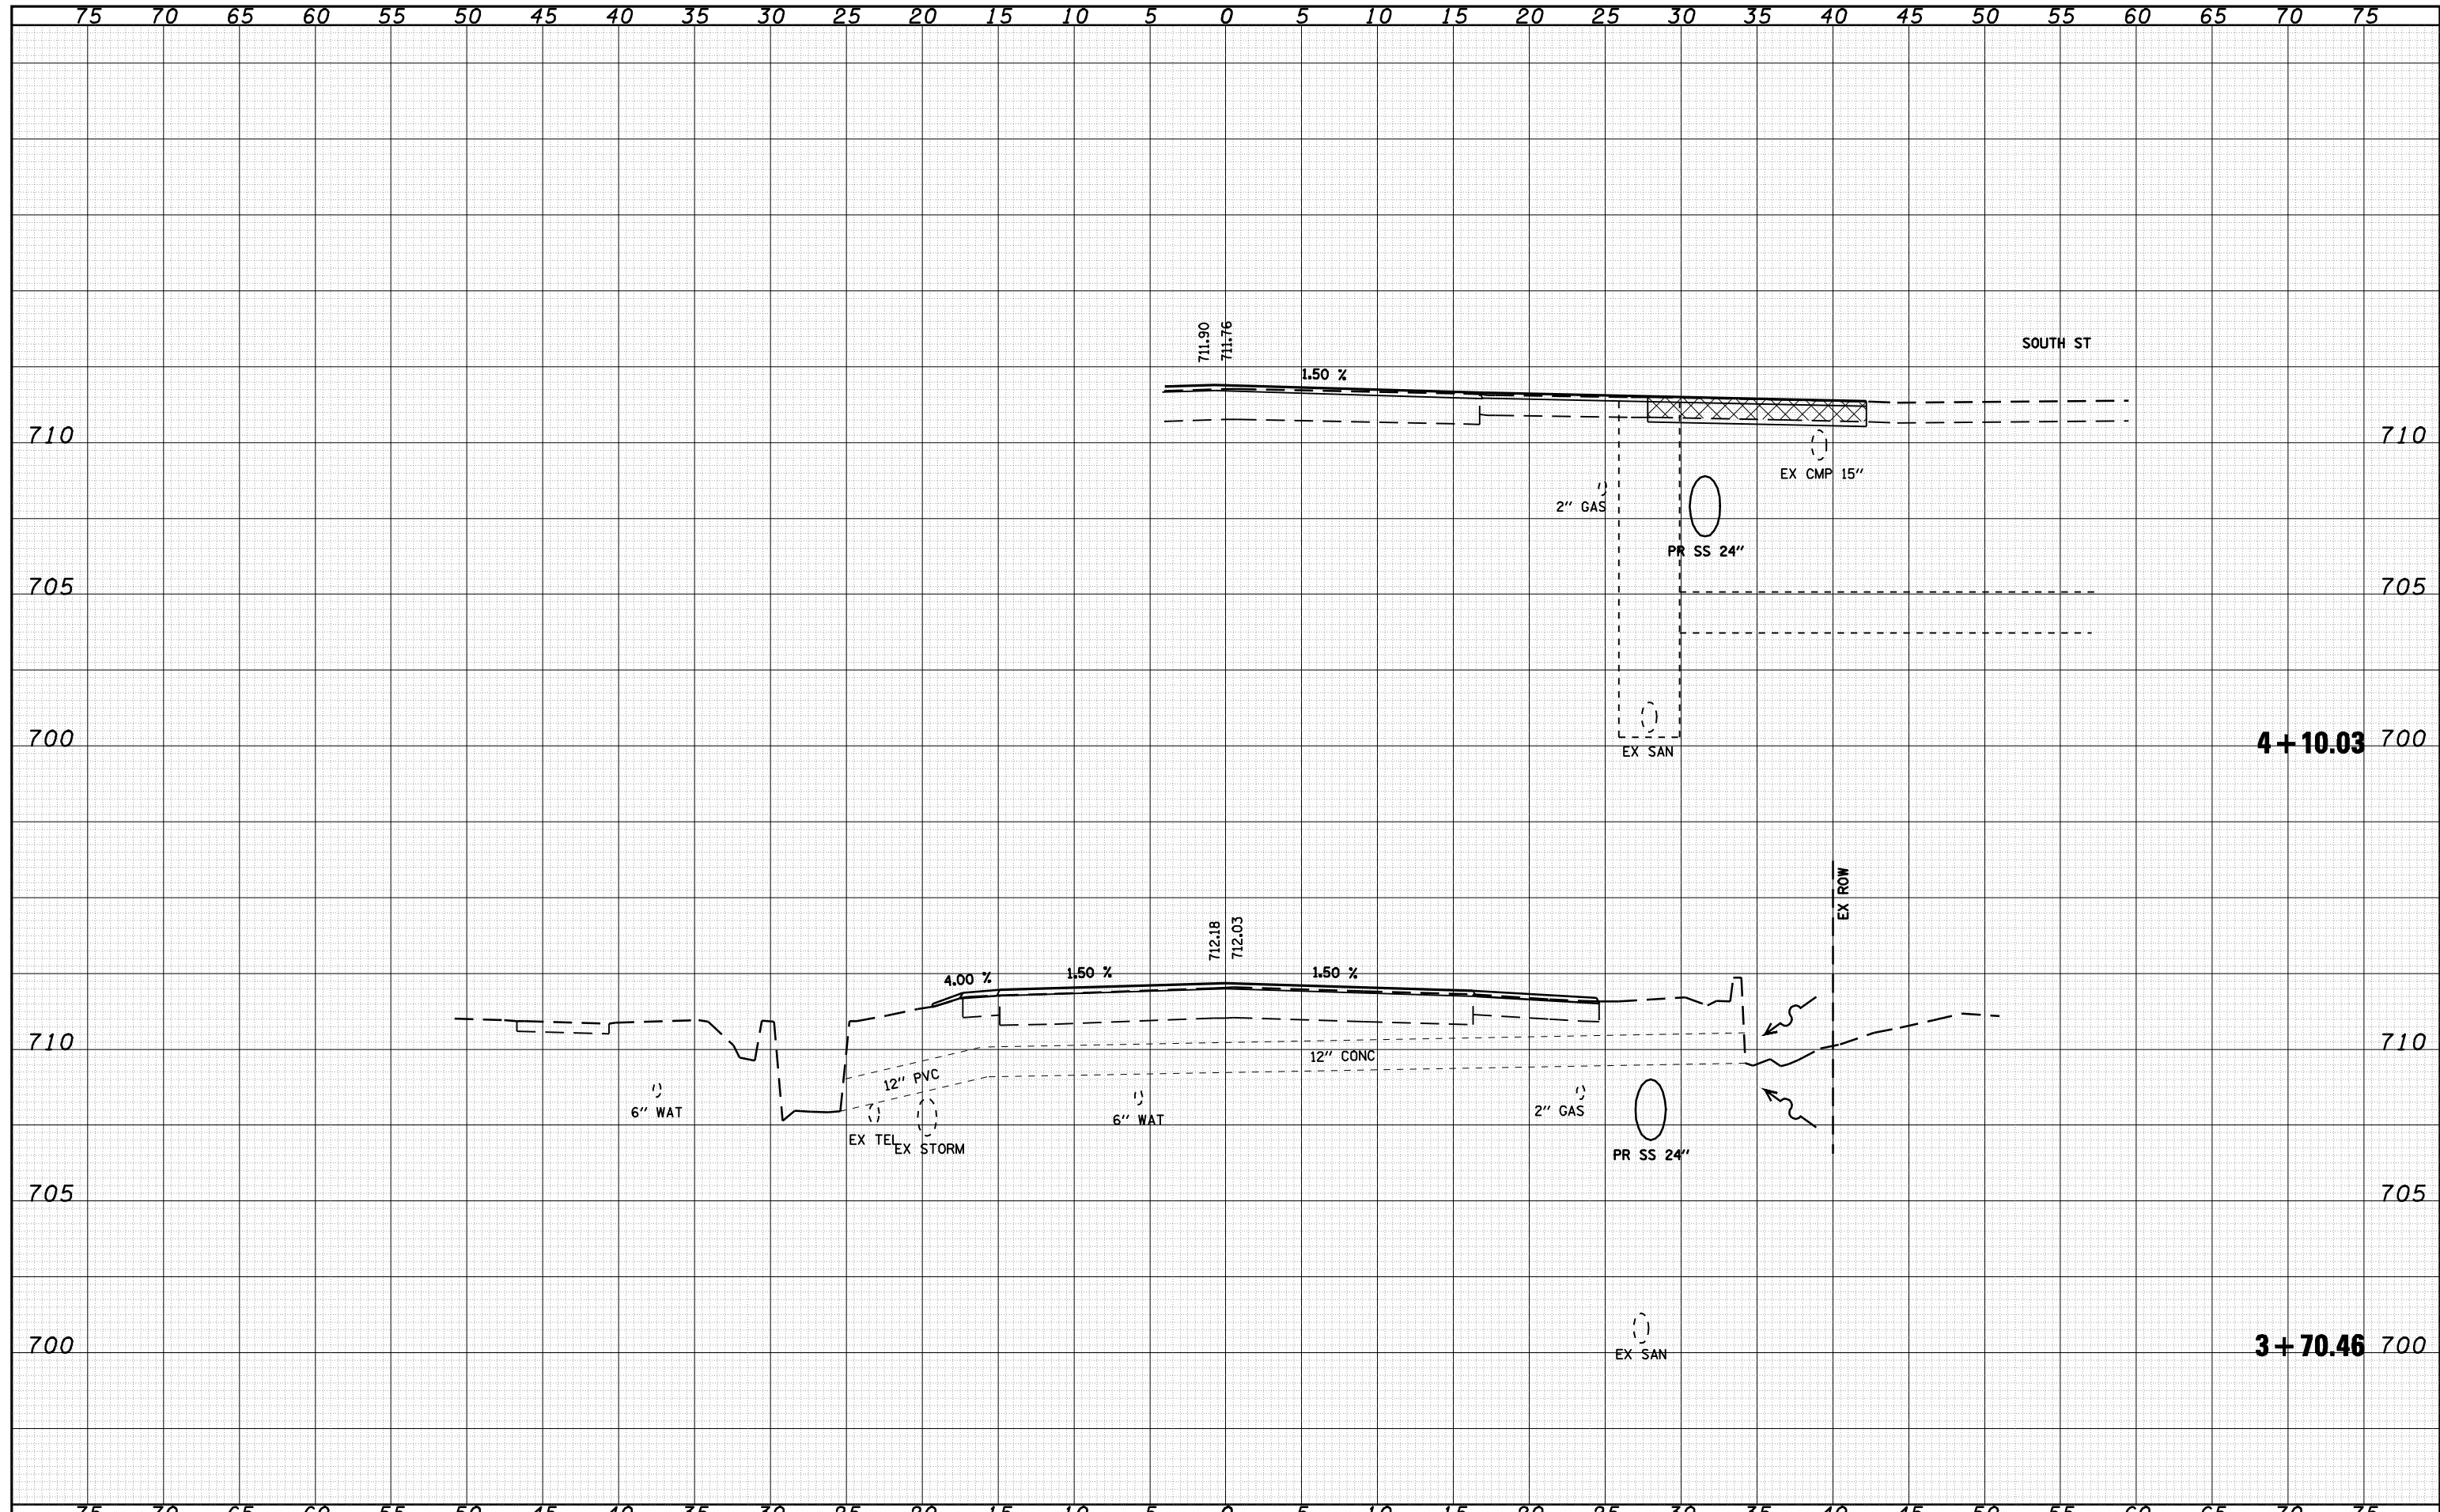 75 70 65 60 55 50 45 40 35 30 25 20 15 10 5 0 5 10 15 20 25 30 35 40 45 50 55 60 65 70 75
711.90
711.76
SOUTH ST
1.50 %
710 710
EX CMP 15"
2" GAS
PR SS 24"
705 705
700 4+10.03 700
EX SAN
EX ROW
712.18
712.03
4.00 % 1.50 % 1.50 %
710 710
12" CONC
12" PVC
6" WAT 6" WAT 2" GAS
EX TEL
EX STORM
PR SS 24"
705 705
700 3+70.46 700
EX SAN
75 70 65 60 55 50 45 40 35 30 25 20 15 10 5 0 5 10 15 20 25 30 35 40 45 50 55 60 65 70 75